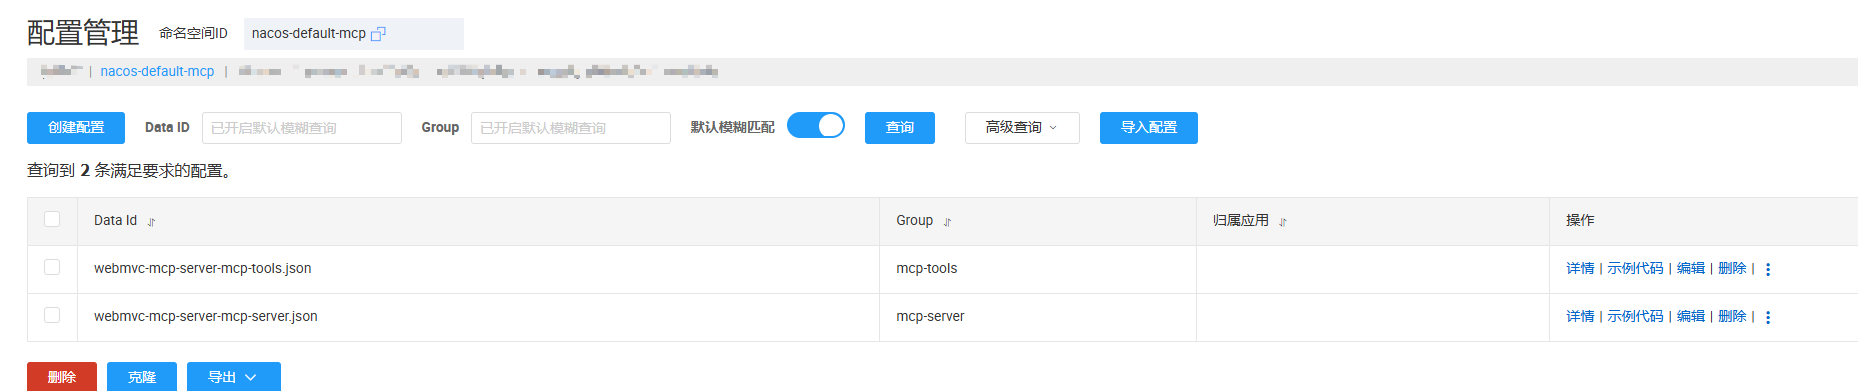 配置管理 命名空间ID nacos-default-mcp
| nacos-default-mcp |
创建配置 Data ID 已开启默认模糊查询 Group 已开启默认模糊查询 默认模糊匹配 查询 高级查询 导入配置
查询到 2 条满足要求的配置。
Data Id Group 归属应用 操作
webmvc-mcp-server-mcp-tools.json mcp-tools 详情 | 示例代码 | 编辑 | 删除 |
webmvc-mcp-server-mcp-server.json mcp-server 详情 | 示例代码 | 编辑 | 删除 |
删除 克隆 导出